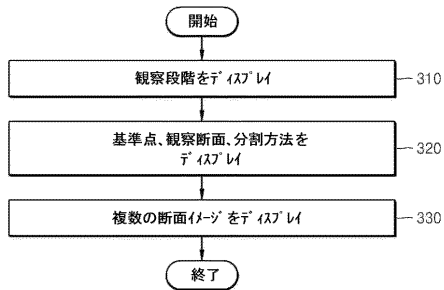 開始
観察段階をディスプレイ
310
基準点、観察断面、分割方法を
ディスプレイ
320
複数の断面イメージをディスプレイ
330
終了